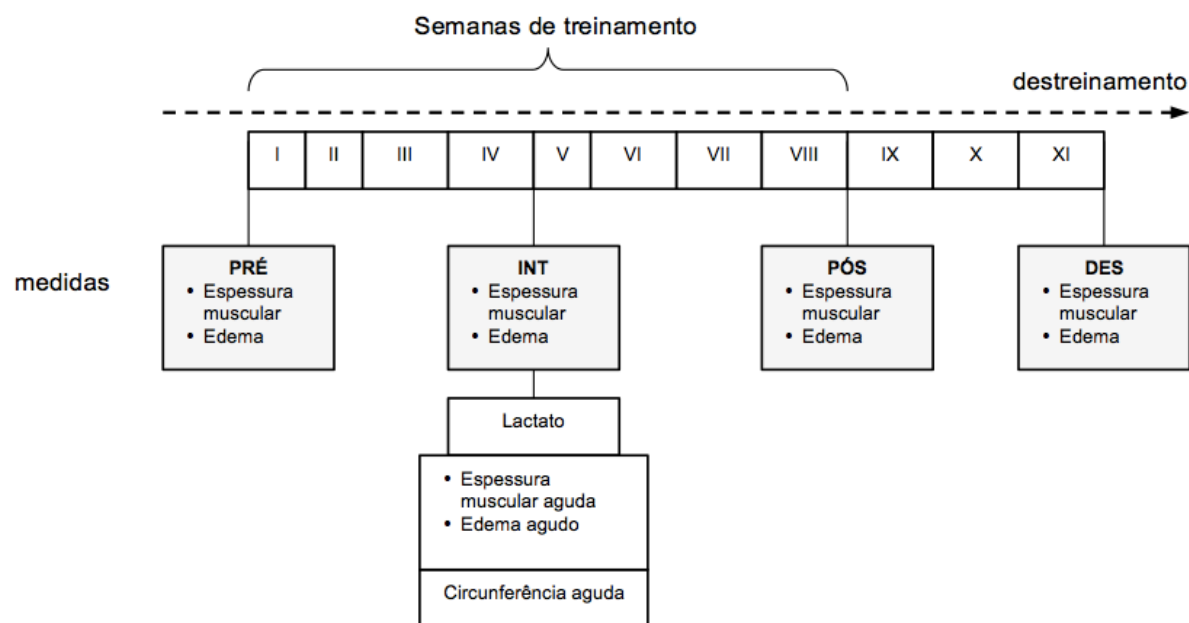 Semanas de treinamento
destreinamento
I II III IV V VI VII VIII IX X XI
medidas
PRÉ
• Espessura
muscular
• Edema
INT
• Espessura
muscular
• Edema
PÓS
• Espessura
muscular
• Edema
DES
• Espessura
muscular
• Edema
Lactato
• Espessura
muscular aguda
• Edema agudo
Circunferência aguda